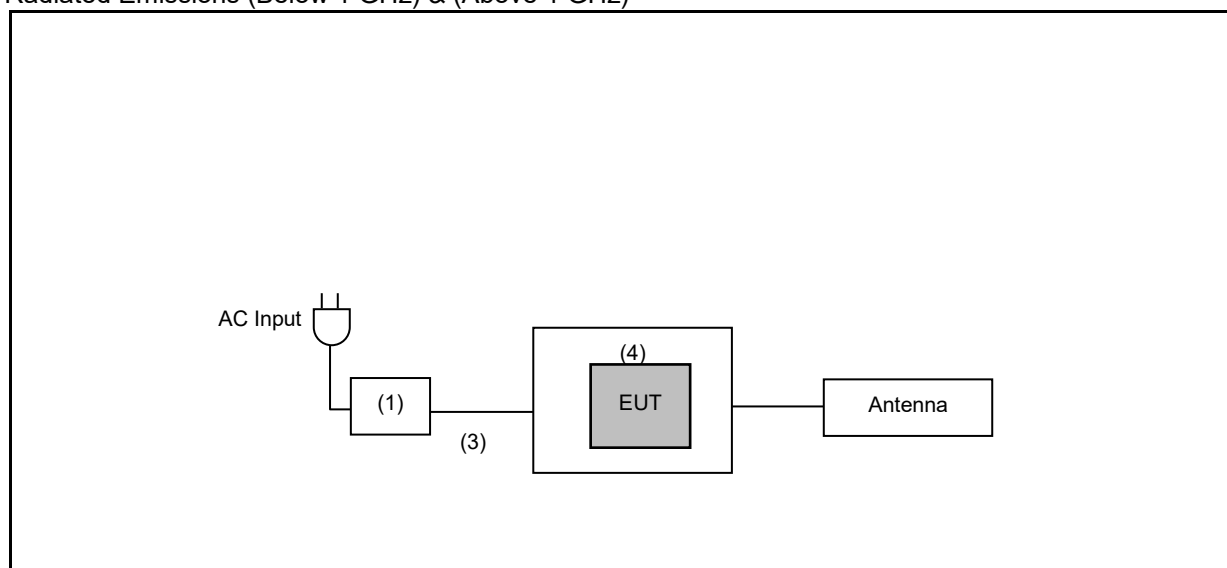 Radiated Emissions (Below 1 GHz) & (Above 1 GHz)
AC Input
(1)
(3)
(4)
EUT
Antenna